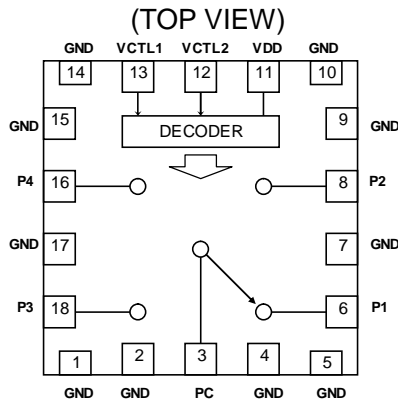 (TOP VIEW)
GND VCTL1 VCTL2 VDD GND
14 13 12 11 10
GND 15 9 GND
DECODER
P4 16 8 P2
GND 17 7 GND
P3 18 6 P1
1 2 3 4 5
GND GND PC GND GND